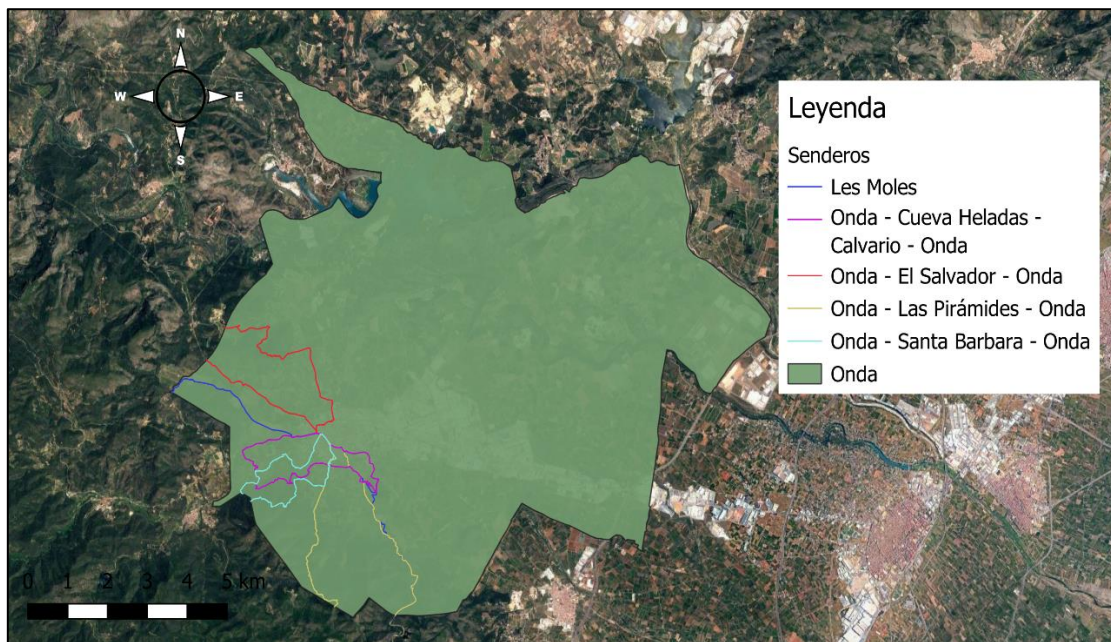 N
W E
S
Leyenda
Senderos
Les Moles
Onda - Cueva Heladas -
Calvario - Onda
Onda - El Salvador - Onda
Onda - Las Pirámides - Onda
Onda - Santa Barbara - Onda
Onda
0 1 2 3 4 5 km